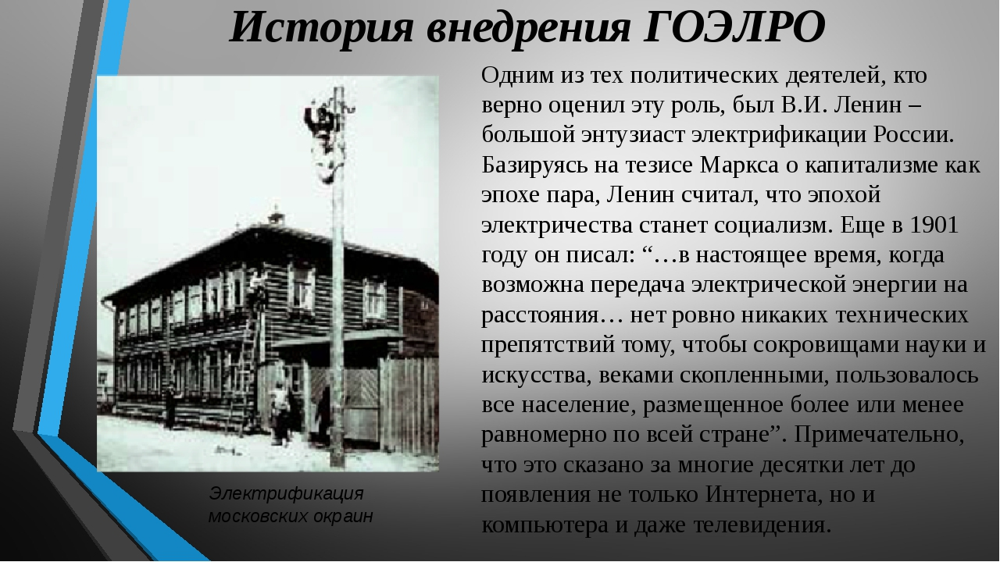 История внедрения ГОЭЛРО
Одним из тех политических деятелей, кто
верно оценил эту роль, был В.И. Ленин –
большой энтузиаст электрификации России.
Базируясь на тезисе Маркса о капитализме как
эпохе пара, Ленин считал, что эпохой
электричества станет социализм. Еще в 1901
году он писал: “…в настоящее время, когда
возможна передача электрической энергии на
расстояния… нет ровно никаких технических
препятствий тому, чтобы сокровищами науки и
искусства, веками скопленными, пользовалось
все население, размещенное более или менее
равномерно по всей стране”. Примечательно,
что это сказано за многие десятки лет до
появления не только Интернета, но и
компьютера и даже телевидения.
Электрификация
московских окраин